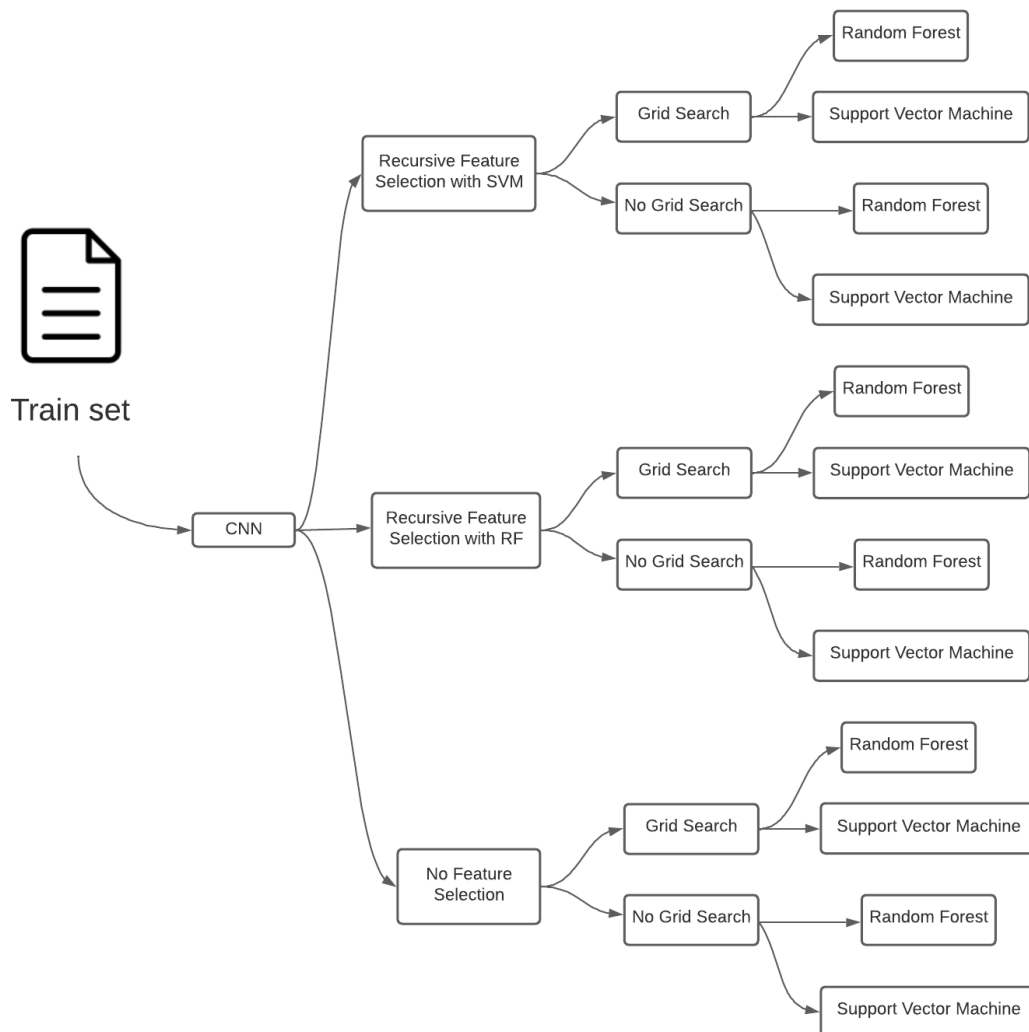 Train set
CNN
Recursive Feature
Selection with SVM
Grid Search
Random Forest
Support Vector Machine
No Grid Search
Random Forest
Support Vector Machine
Recursive Feature
Selection with RF
Grid Search
Random Forest
Support Vector Machine
No Grid Search
Random Forest
Support Vector Machine
No Feature
Selection
Grid Search
Random Forest
Support Vector Machine
No Grid Search
Random Forest
Support Vector Machine